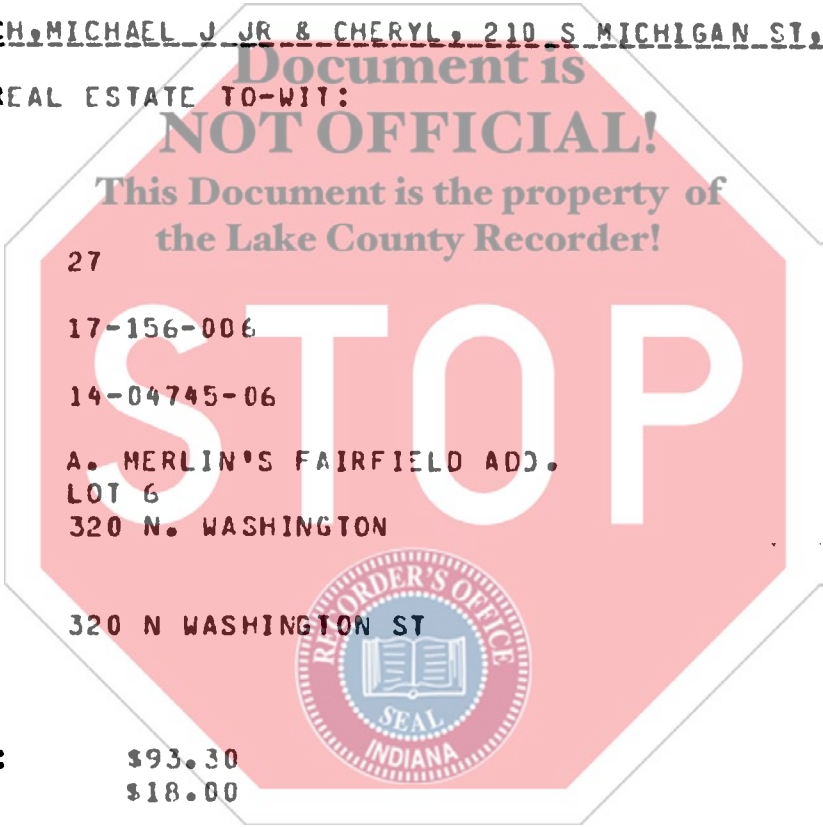 CH,MICHAEL J JR & CHERYL, 210 S MICHIGAN ST,
Document is
REAL ESTATE TO-WIT:
NOT OFFICIAL!
This Document is the property of
the Lake County Recorder!
27
17-156-006
STOP
14-04745-06
A. MERLIN'S FAIRFIELD ADD.
LOT 6
320 N. WASHINGTON
320 N WASHINGTON ST
RECORDER'S OFFICE
SEAL
INDIANA
: $93.30
$18.00